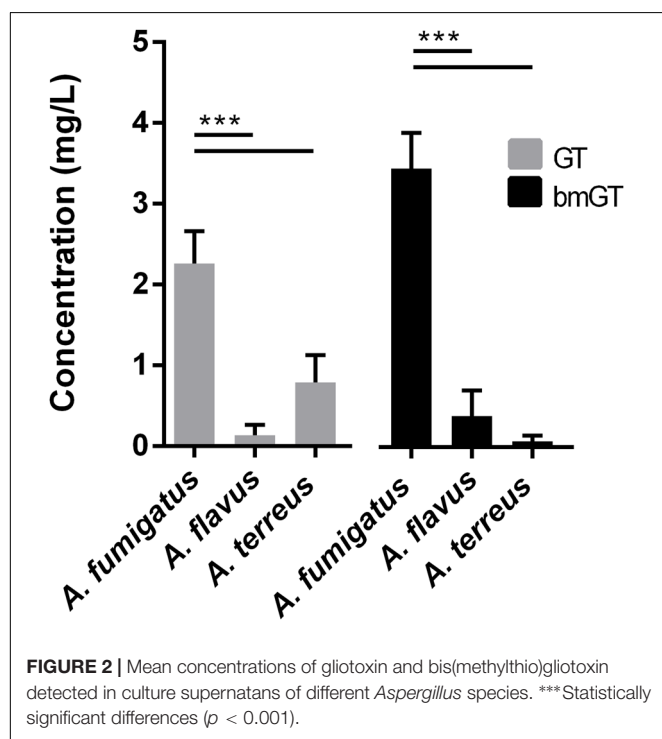 Concentration (mg/L)
5
4
3
2
1
0
***
***
GT
bmGT
A. fumigatus
A. flavus
A. terreus
A. fumigatus
A. flavus
A. terreus
FIGURE 2 | Mean concentrations of gliotoxin and bis(methylthio)gliotoxin
detected in culture supernatans of different Aspergillus species. ***Statistically
significant differences (p < 0.001).